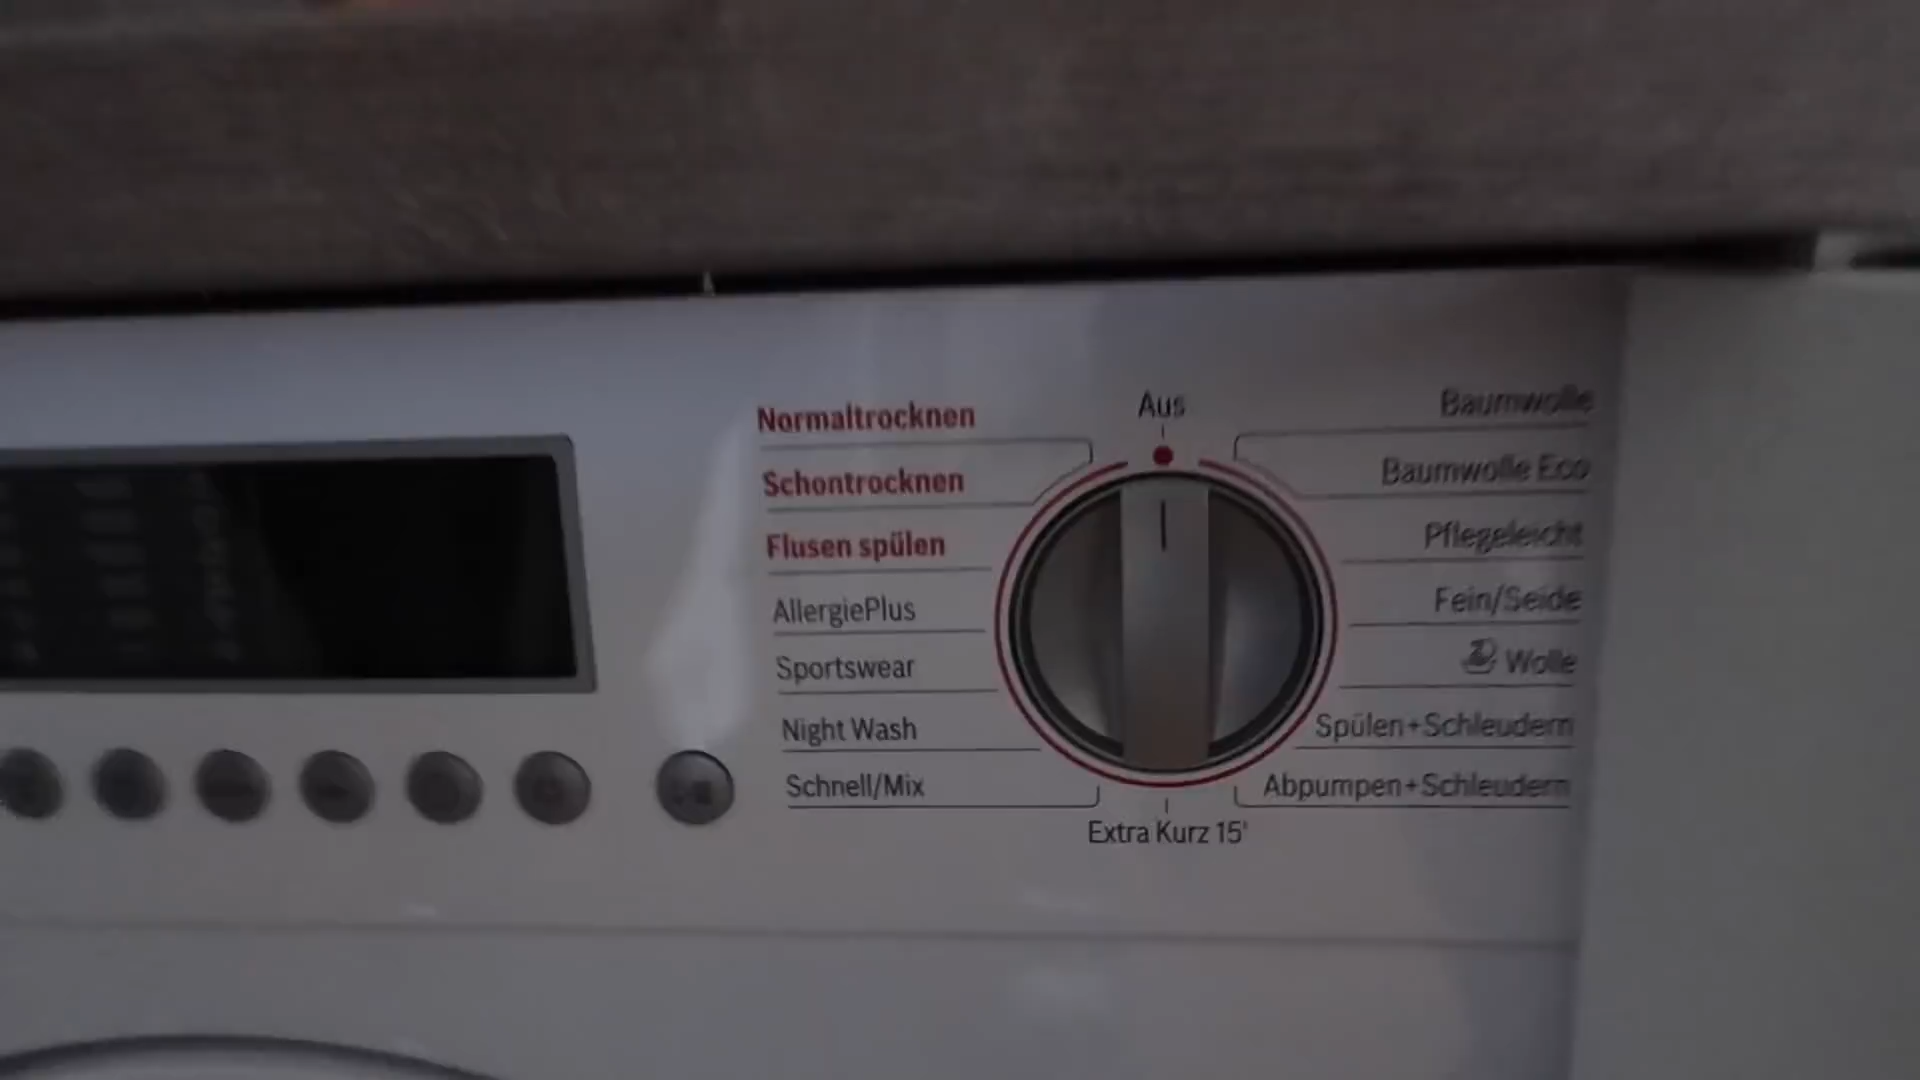 Aus
Normaltrocknen
Schontrocknen
Flusen spülen
AllergiePlus
Sportswear
Night Wash
Schnell/Mix
Baumwolle
Baumwolle Eco
Pflegeleicht
Fein/Seide
Wolle
Spülen+Schleudern
Abpumpen+Schleudern
Extra Kurz 15'